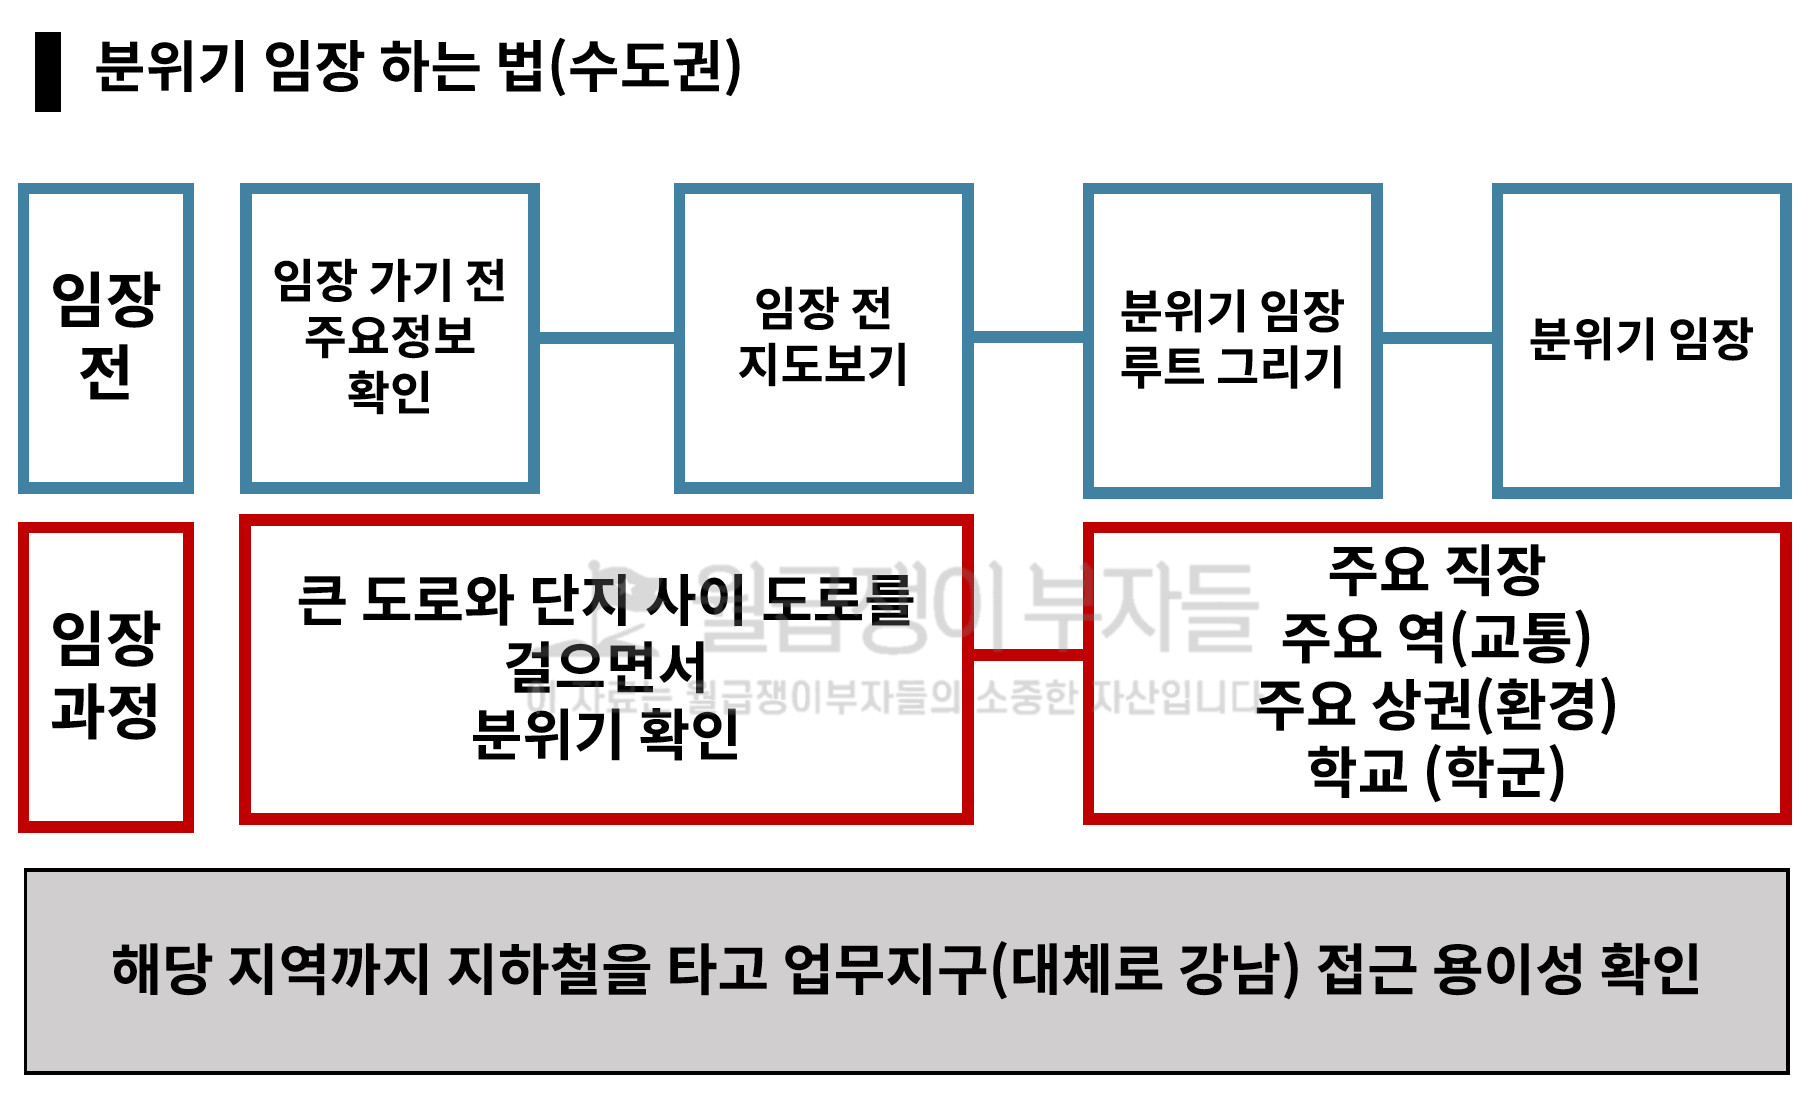 분위기 임장 하는 법(수도권)
임장
전
임장 가기 전
주요정보
확인
임장 전
지도보기
분위기 임장
루트 그리기
분위기 임장
임장
과정
큰 도로와 단지 사이 도로를
걸으면서
분위기 확인
주요 직장
주요 역(교통)
주요 상권(환경)
학교 (학군)
월급쟁이부자들
이 자료는 월급쟁이부자들의 소중한 자산입니다
해당 지역까지 지하철을 타고 업무지구(대체로 강남) 접근 용이성 확인